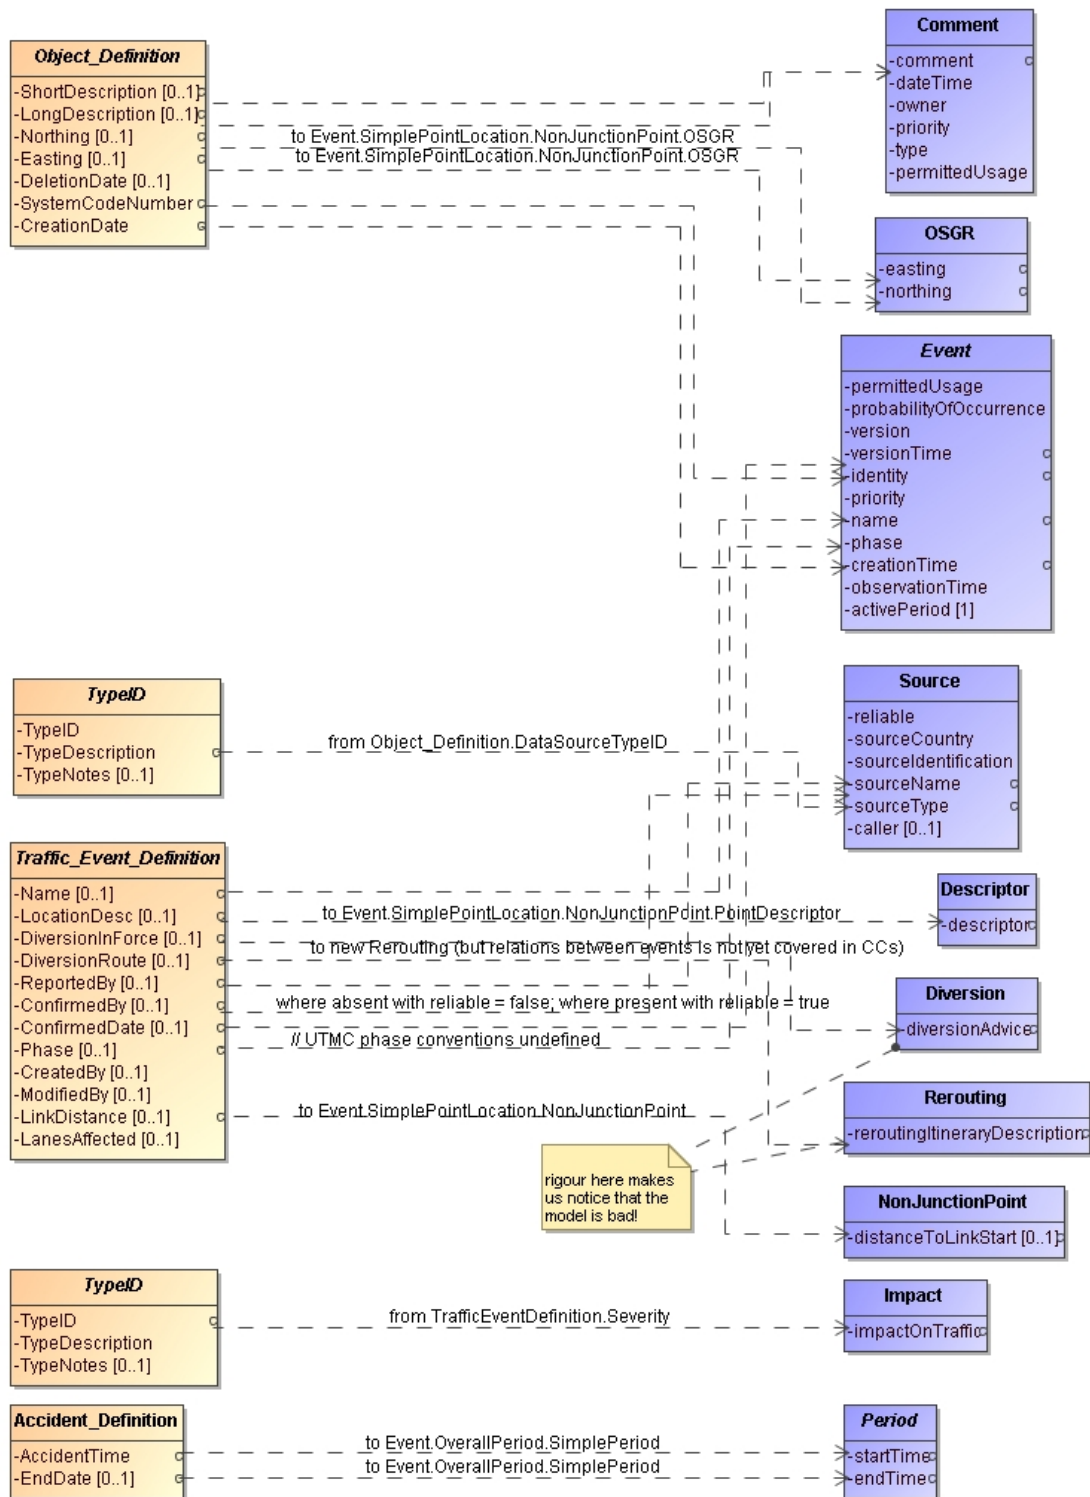 Object_Definition
-ShortDescription [0..1]
-LongDescription [0..1]
-Northing [0..1]
-Easting [0..1]
-DeletionDate [0..1]
-SystemCodeNumber
-CreationDate
to Event.SimplePointLocation.NonJunctionPoint.OSGR
to Event.SimplePointLocation.NonJunctionPoint.OSGR
Comment
-comment
-dateTime
-owner
-priority
-type
-permittedUsage
OSGR
-easting
-northing
Event
-permittedUsage
-probabilityOfOccurrence
-version
-versionTime
-identity
-priority
-name
-phase
-creationTime
-observationTime
-activePeriod [1]
TypeID
-TypeID
-TypeDescription
-TypeNotes [0..1]
from Object_Definition.DataSourceTypeID
Source
-reliable
-sourceCountry
-sourceIdentification
-sourceName
-sourceType
-caller [0..1]
Traffic_Event_Definition
-Name [0..1]
-LocationDesc [0..1]
-DiversionInForce [0..1]
-DiversionRoute [0..1]
-ReportedBy [0..1]
-ConfirmedBy [0..1]
-ConfirmedDate [0..1]
-Phase [0..1]
-CreatedBy [0..1]
-ModifiedBy [0..1]
-LinkDistance [0..1]
-LanesAffected [0..1]
to Event.SimplePointLocation.NonJunctionPoint.PointDescriptor
to new Rerouting (but relations between events is not yet covered in CCs)
where absent with reliable = false; where present with reliable = true
// UTMC phase conventions undefined
to Event.SimplePointLocation.NonJunctionPoint
Descriptor
-descriptor
Diversion
-diversionAdvice
Rerouting
-reroutingItineraryDescription
rigour here makes
us notice that the
model is bad!
NonJunctionPoint
-distanceToLinkStart [0..1]
TypeID
-TypeID
-TypeDescription
-TypeNotes [0..1]
from TrafficEventDefinition.Severity
Impact
-impactOnTraffic
Accident_Definition
-AccidentTime
-EndDate [0..1]
to Event.OverallPeriod.SimplePeriod
to Event.OverallPeriod.SimplePeriod
Period
-startTime
-endTime